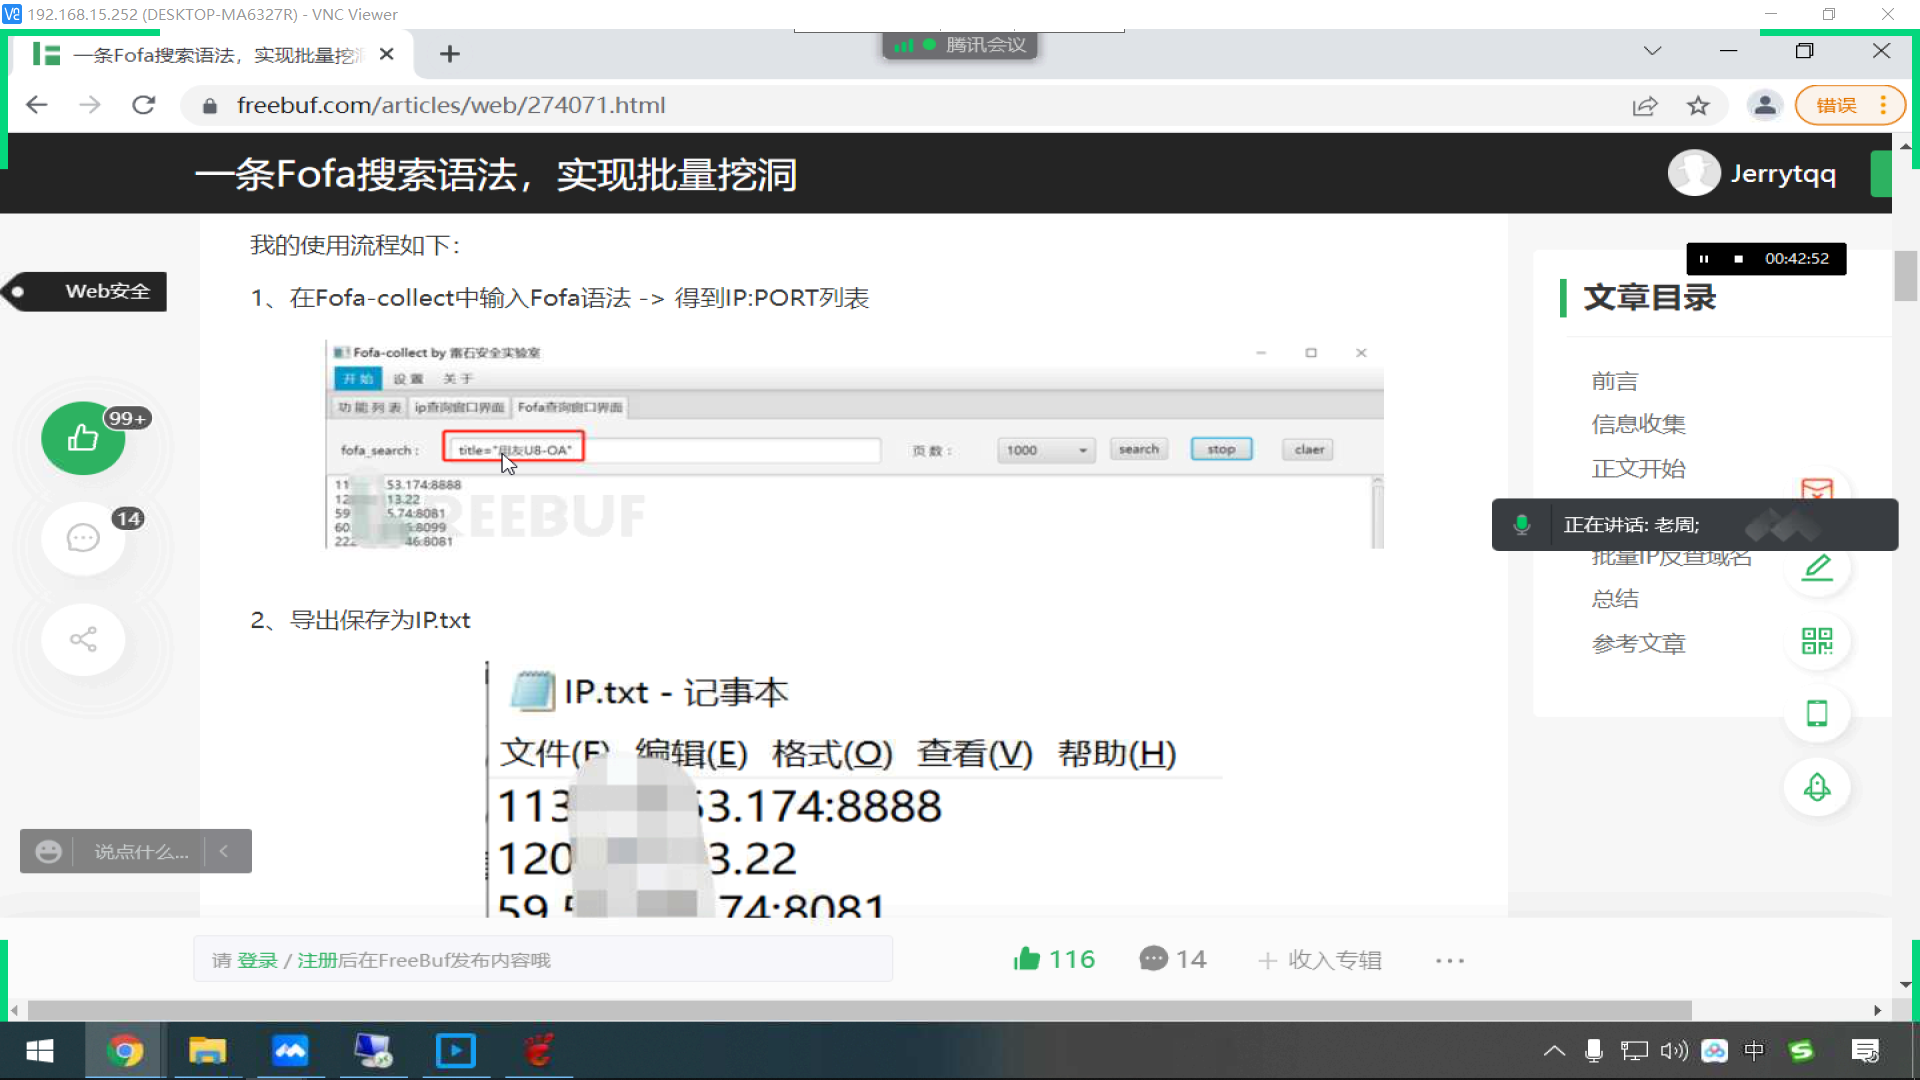 192.168.15.252 (DESKTOP-MA6327R) - VNC Viewer
一条Fofa搜索语法，实现批量挖
腾讯会议
freebuf.com/articles/web/274071.html
错误
一条Fofa搜索语法，实现批量挖洞
Jerrytqq
我的使用流程如下：
00:42:52
Web安全
1、在Fofa-collect中输入Fofa语法 -> 得到IP:PORT列表
文章目录
Fofa-collect by 雷石安全实验室
开始 设置 关于
功能列表 ip查询窗口界面 Fofa查询窗口界面
fofa_search: title="用友U8-OA" 页数: 1000 search stop claer
53.174:8888
13.22
5.74:8081
:8099
46:8081
REEBUF
99+
14
前言
信息收集
正文开始
正在讲话: 老周;
批量IP反查域名
总结
参考文章
2、导出保存为IP.txt
IP.txt - 记事本
文件(F) 编辑(E) 格式(O) 查看(V) 帮助(H)
113 53.174:8888
120 3.22
59 74:8081
说点什么...
请 登录 / 注册后在FreeBuf发布内容哦
116
14
收入专辑
中